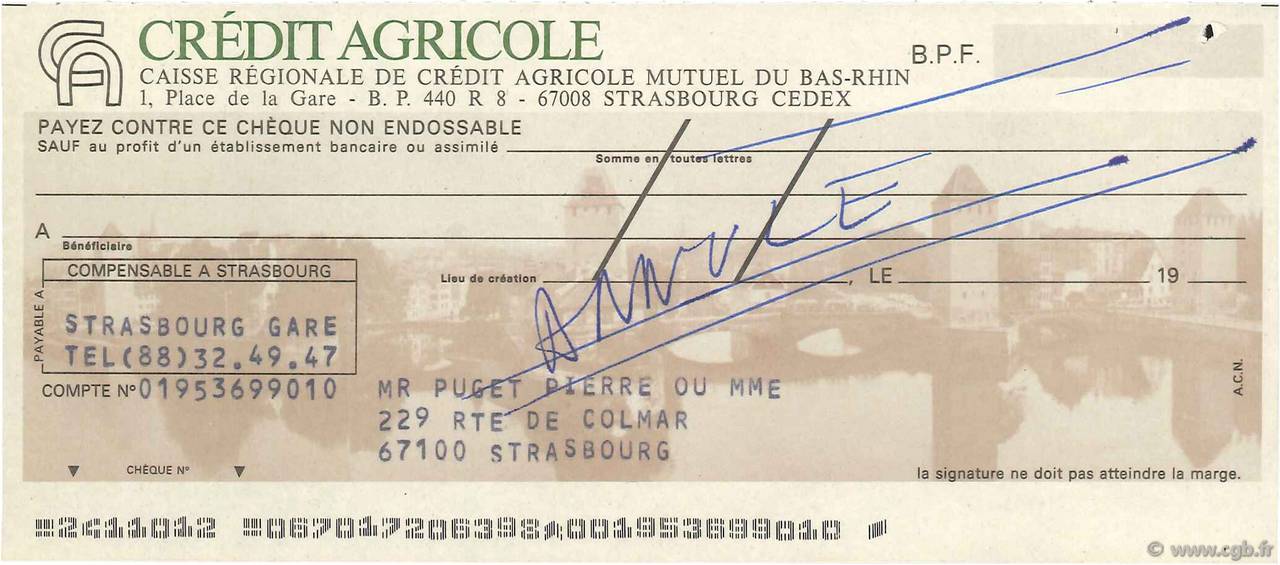 CRÉDIT AGRICOLE
B.P.F.
CAISSE RÉGIONALE DE CRÉDIT AGRICOLE MUTUEL DU BAS-RHIN
1, Place de la Gare - B. P. 440 R 8 - 67008 STRASBOURG CEDEX
PAYEZ CONTRE CE CHÈQUE NON ENDOSSABLE
SAUF au profit d'un établissement bancaire ou assimilé
Somme en toutes lettres
ANNULE
A
Bénéficiaire
COMPENSABLE A STRASBOURG
Lieu de création
, LE
19
PAYABLE A
STRASBOURG GARE
TEL(88)32.49.47
COMPTE N° 01953699010
MR PUGET PIERRE OU MME
229 RTE DE COLMAR
67100 STRASBOURG
A.C.N.
CHÈQUE N°
la signature ne doit pas atteindre la marge.
2411012 067017206398 001953699010
© www.cgb.fr